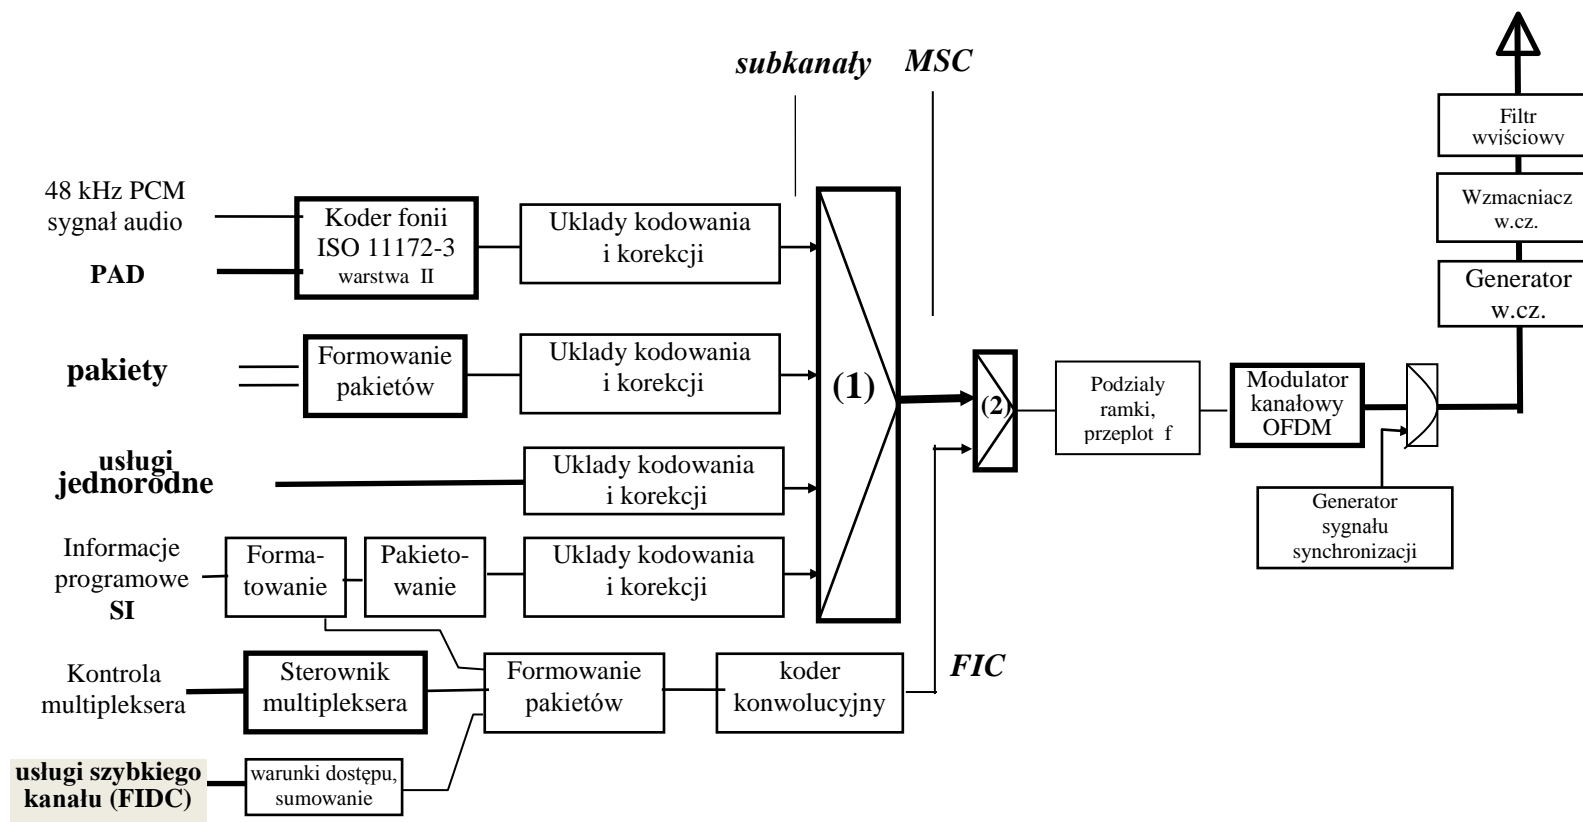 subkanały MSC
48 kHz PCM
sygnał audio
PAD
Koder fonii
ISO 11172-3
warstwa II
Uklady kodowania
i korekcji
pakiety
Formowanie
pakietów
Uklady kodowania
i korekcji
usługi
jednorodne
Uklady kodowania
i korekcji
Informacje
programowe
SI
Forma-
towanie
Pakieto-
wanie
Uklady kodowania
i korekcji
(1)
Kontrola
multipleksera
Sterownik
multipleksera
Formowanie
pakietów
koder
konwolucyjny
FIC
usługi szybkiego
kanału (FIDC)
warunki dostępu,
sumowanie
(2)
Podzialy
ramki,
przeplot f
Modulator
kanałowy
OFDM
Generator
sygnału
synchronizacji
Generator
w.cz.
Wzmacniacz
w.cz.
Filtr
wyjściowy